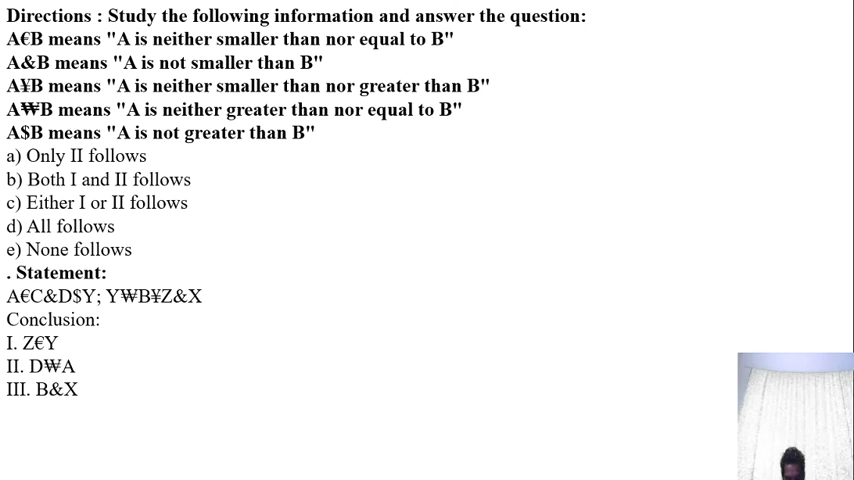 Directions : Study the following information and answer the question:
A€B means "A is neither smaller than nor equal to B"
A&B means "A is not smaller than B"
A¥B means "A is neither smaller than nor greater than B"
A₩B means "A is neither greater than nor equal to B"
A$B means "A is not greater than B"
a) Only II follows
b) Both I and II follows
c) Either I or II follows
d) All follows
e) None follows
. Statement:
A€C&D$Y; Y₩B¥Z&X
Conclusion:
I. Z€Y
II. D₩A
III. B&X